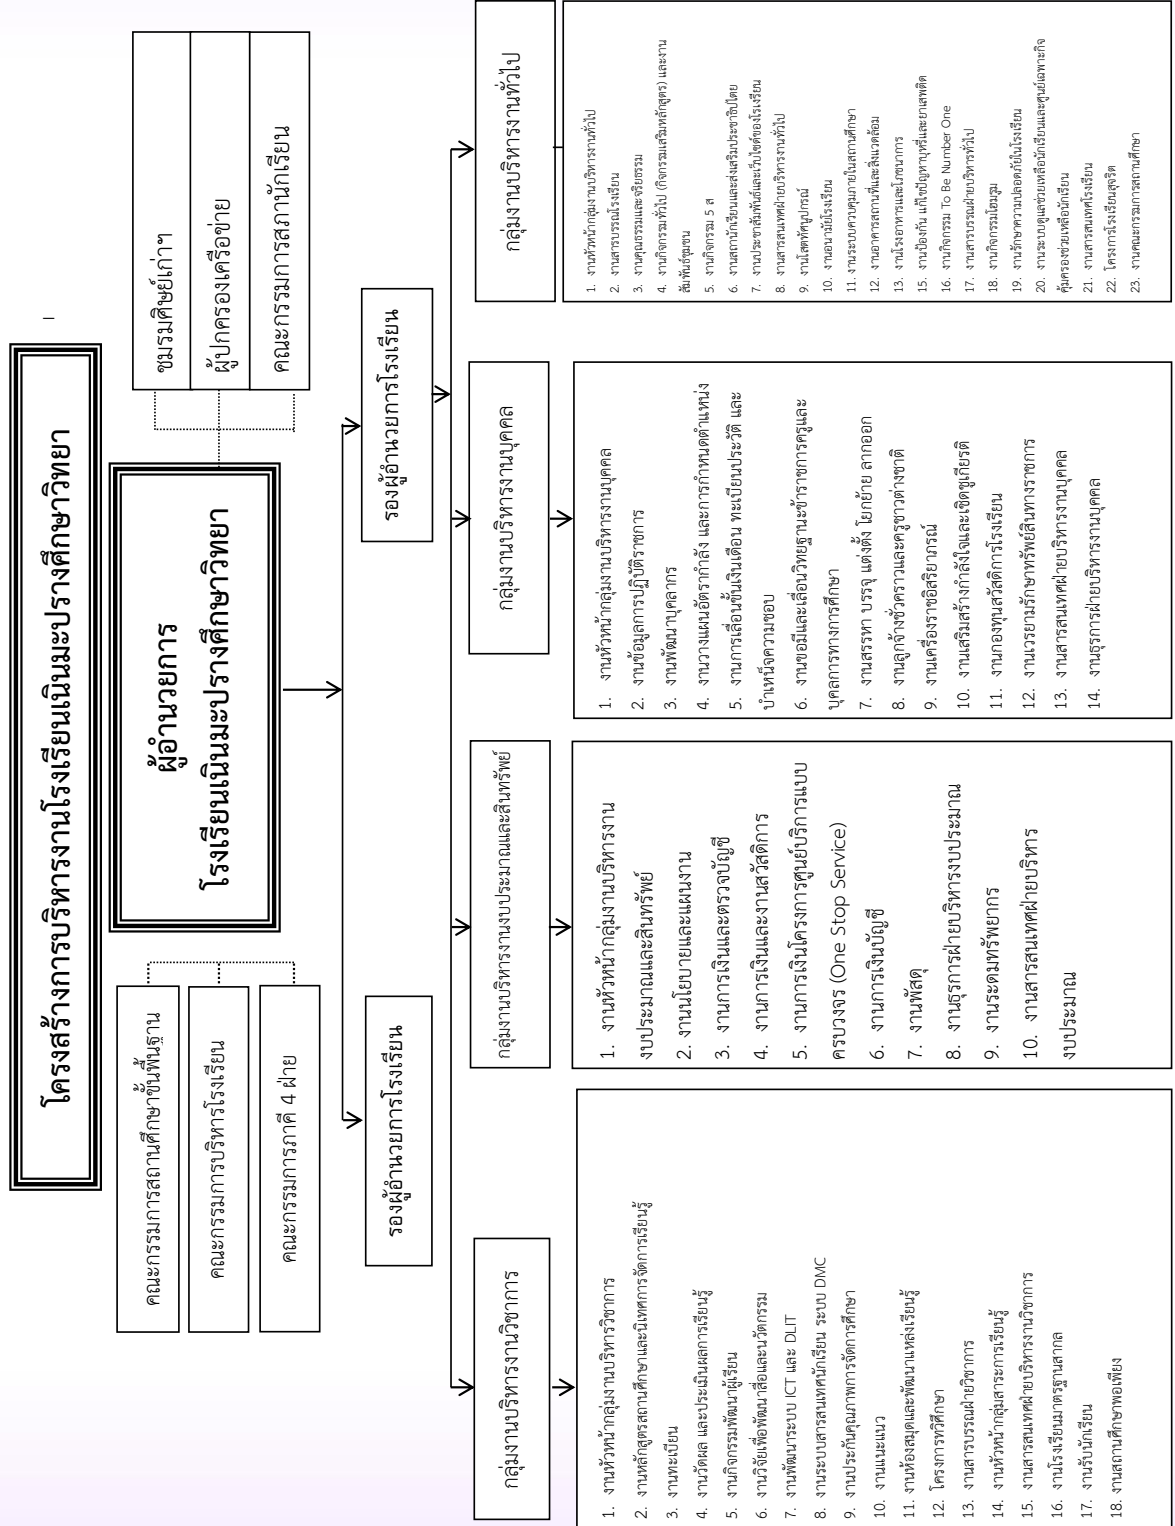 โครงสร้างการบริหารงานโรงเรียนเนินมะปรางศึกษาวิทยา
คณะกรรมการสถานศึกษาขั้นพื้นฐาน
คณะกรรมการบริหารโรงเรียน
คณะกรรมการภาคี 4 ฝ่าย
ผู้อำนวยการ
โรงเรียนเนินมะปรางศึกษาวิทยา
ชมรมศิษย์เก่าฯ
ผู้ปกครองเครือข่าย
คณะกรรมการสภานักเรียน
รองผู้อำนวยการโรงเรียน
รองผู้อำนวยการโรงเรียน
กลุ่มงานบริหารงานวิชาการ
1. งานหัวหน้ากลุ่มงานบริหารวิชาการ
2. งานหลักสูตรสถานศึกษาและนิเทศการจัดการเรียนรู้
3. งานทะเบียน
4. งานวัดผล และประเมินผลการเรียนรู้
5. งานกิจกรรมพัฒนาผู้เรียน
6. งานวิจัยเพื่อพัฒนาสื่อและนวัตกรรม
7. งานพัฒนาระบบ ICT และ DLIT
8. งานระบบสารสนเทศนักเรียน ระบบ DMC
9. งานประกันคุณภาพการจัดการศึกษา
10. งานแนะแนว
11. งานห้องสมุดและพัฒนาแหล่งเรียนรู้
12. โครงการทวิศึกษา
13. งานสารบรรณฝ่ายวิชาการ
14. งานหัวหน้ากลุ่มสาระการเรียนรู้
15. งานสารสนเทศฝ่ายบริหารงานวิชาการ
16. งานโรงเรียนมาตรฐานสากล
17. งานรับนักเรียน
18. งานสถานศึกษาพอเพียง
กลุ่มงานบริหารงานงบประมาณและสินทรัพย์
1. งานหัวหน้ากลุ่มงานบริหารงาน
งบประมาณและสินทรัพย์
2. งานนโยบายและแผนงาน
3. งานการเงินและตรวจบัญชี
4. งานการเงินและงานสวัสดิการ
5. งานการเงินโครงการศูนย์บริการแบบ
ครบวงจร (One Stop Service)
6. งานการเงินบัญชี
7. งานพัสดุ
8. งานธุรการฝ่ายบริหารงบประมาณ
9. งานระดมทรัพยากร
10. งานสารสนเทศฝ่ายบริหาร
งบประมาณ
กลุ่มงานบริหารงานบุคคล
1. งานหัวหน้ากลุ่มงานบริหารงานบุคคล
2. งานข้อมูลการปฏิบัติราชการ
3. งานพัฒนาบุคลากร
4. งานวางแผนอัตรากำลัง และการกำหนดตำแหน่ง
5. งานการเลื่อนขั้นเงินเดือน ทะเบียนประวัติ และ
บำเหน็จความชอบ
6. งานขอมีและเลื่อนวิทยฐานะข้าราชการครูและ
บุคลการทางการศึกษา
7. งานสรรหา บรรจุ แต่งตั้ง โยกย้าย ลากออก
8. งานลูกจ้างชั่วคราวและครูชาวต่างชาติ
9. งานเครื่องราชอิสริยาภรณ์
10. งานเสริมสร้างกำลังใจและเชิดชูเกียรติ
11. งานกองทุนสวัสดิการโรงเรียน
12. งานเวรยามรักษาทรัพย์สินทางราชการ
13. งานสารสนเทศฝ่ายบริหารงานบุคคล
14. งานธุรการฝ่ายบริหารงานบุคคล
กลุ่มงานบริหารงานทั่วไป
1. งานหัวหน้ากลุ่มงานบริหารงานทั่วไป
2. งานสารบรรณโรงเรียน
3. งานคุณธรรมและจริยธรรม
4. งานกิจกรรมทั่วไป (กิจกรรมเสริมหลักสูตร) และงาน
สัมพันธ์ชุมชน
5. งานกิจกรรม 5 ส
6. งานสภานักเรียนและส่งเสริมประชาธิปไตย
7. งานประชาสัมพันธ์และเว็บไซต์ของโรงเรียน
8. งานสารสนเทศฝ่ายบริหารงานทั่วไป
9. งานโสตทัศนูปกรณ์
10. งานอนามัยโรงเรียน
11. งานระบบควบคุมภายในสถานศึกษา
12. งานอาคารสถานที่และสิ่งแวดล้อม
13. งานโรงอาหารและโภชนาการ
15. งานป้องกัน แก้ไขปัญหาบุหรี่และยาเสพติด
16. งานกิจกรรม To Be Number One
17. งานสารบรรณฝ่ายบริหารทั่วไป
18. งานกิจกรรมโฮมรูม
19. งานรักษาความปลอดภัยในโรงเรียน
20. งานระบบดูแลช่วยเหลือนักเรียนและศูนย์เฉพาะกิจ
คุ้มครองช่วยเหลือนักเรียน
21. งานสารสนเทศโรงเรียน
22. โครงการโรงเรียนสุจริต
23. งานคณะกรรมการสถานศึกษา